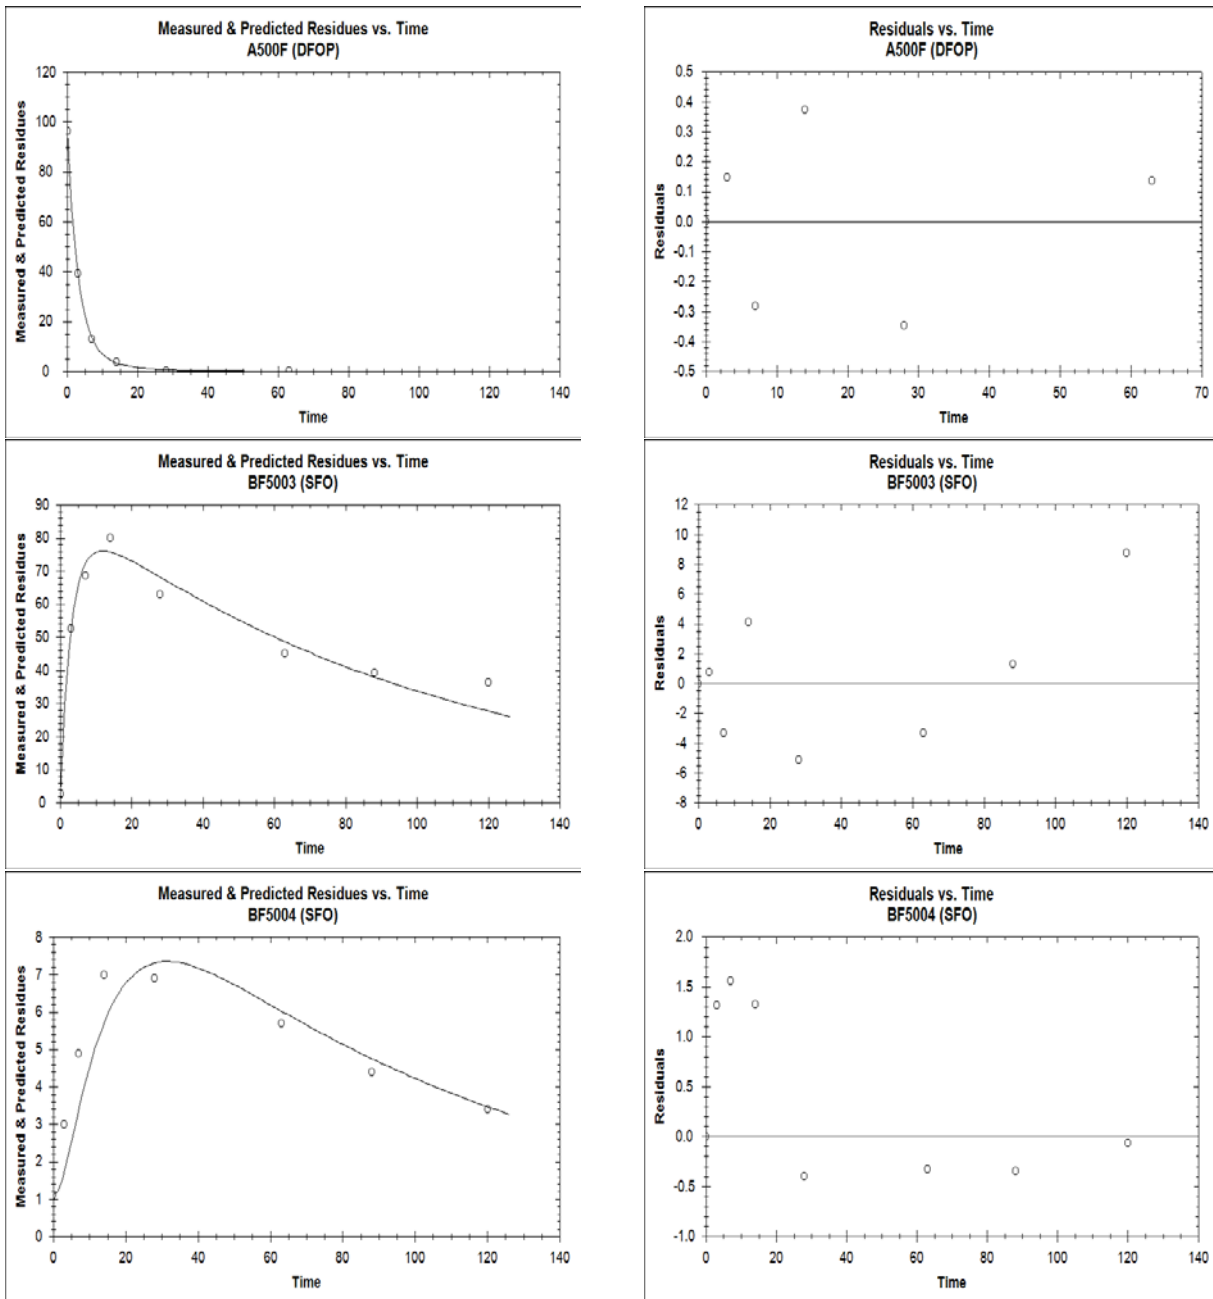 Measured & Predicted Residues vs. Time
A500F (DFOP)
Measured & Predicted Residues
120
100
80
60
40
20
0
0 20 40 60 80 100 120 140
Time
Residuals vs. Time
A500F (DFOP)
Residuals
0.5
0.4
0.3
0.2
0.1
0.0
-0.1
-0.2
-0.3
-0.4
-0.5
0 10 20 30 40 50 60 70
Time
Measured & Predicted Residues vs. Time
BF5003 (SFO)
Measured & Predicted Residues
90
80
70
60
50
40
30
20
10
0
0 20 40 60 80 100 120 140
Time
Residuals vs. Time
BF5003 (SFO)
Residuals
12
10
8
6
4
2
0
-2
-4
-6
-8
0 20 40 60 80 100 120 140
Time
Measured & Predicted Residues vs. Time
BF5004 (SFO)
Measured & Predicted Residues
8
7
6
5
4
3
2
1
0
0 20 40 60 80 100 120 140
Time
Residuals vs. Time
BF5004 (SFO)
Residuals
2.0
1.5
1.0
0.5
0.0
-0.5
-1.0
0 20 40 60 80 100 120 140
Time